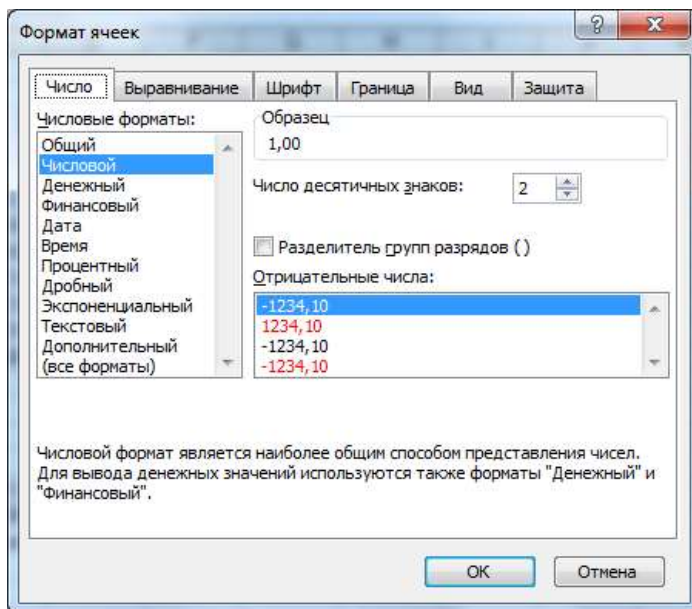 Формат ячеек
Число
Выравнивание
Шрифт
Граница
Вид
Защита
Числовые форматы:
Общий
Числовой
Денежный
Финансовый
Дата
Время
Процентный
Дробный
Экспоненциальный
Текстовый
Дополнительный
(все форматы)
Образец
1,00
Число десятичных знаков:
2
Разделитель групп разрядов ( )
Отрицательные числа:
-1234,10
1234,10
-1234,10
-1234,10
Числовой формат является наиболее общим способом представления чисел.
Для вывода денежных значений используются также форматы "Денежный" и
"Финансовый".
ОК
Отмена